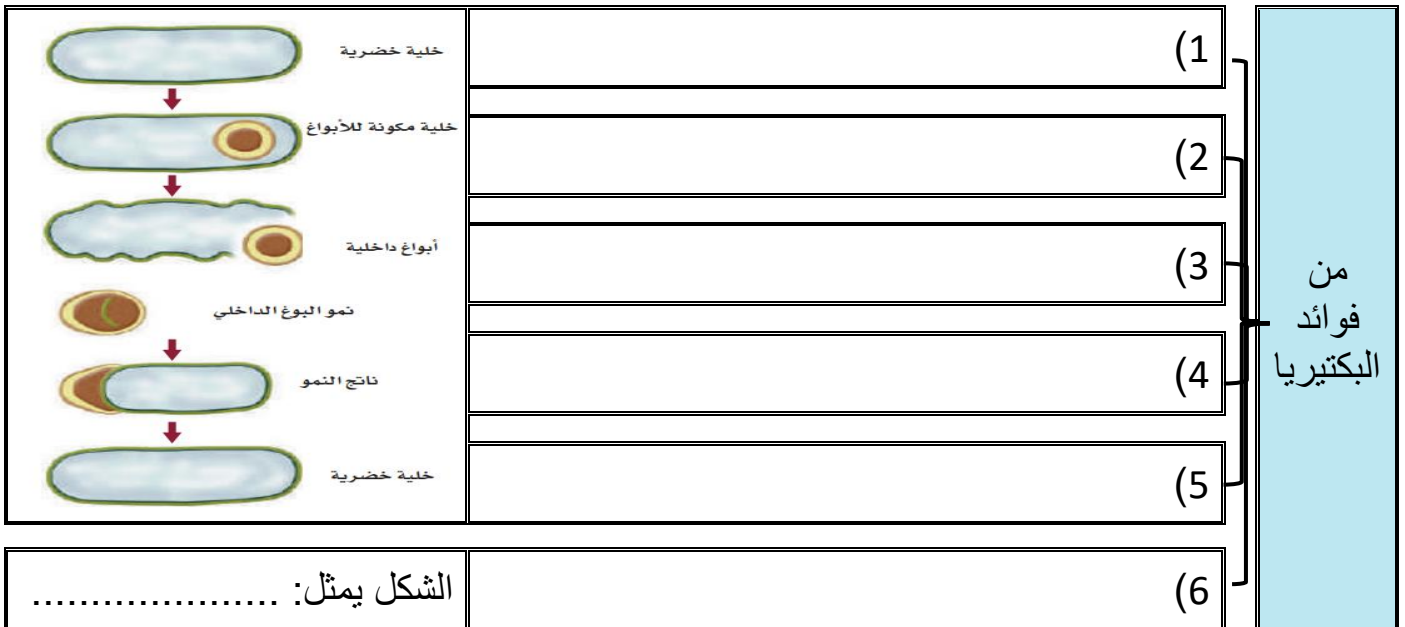 من
فوائد
البكتيريا
1)
2)
3)
4)
5)
6)
خلية خضرية
خلية مكونة للأبواغ
أبواغ داخلية
نمو البوغ الداخلي
ناتج النمو
خلية خضرية
الشكل يمثل: .....................